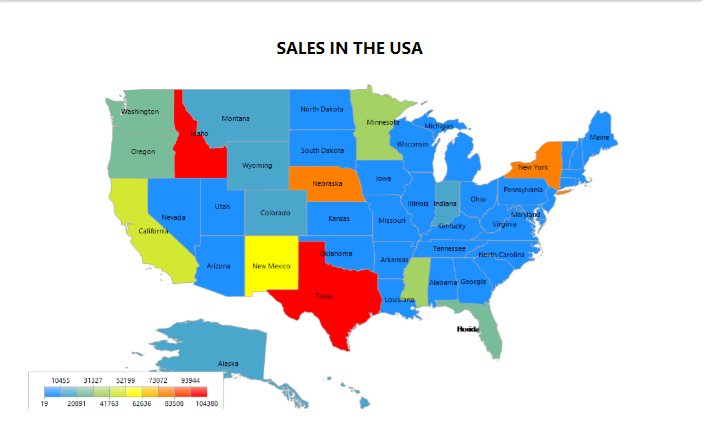 SALES IN THE USA
Washington
Montana
North Dakota
Minnesota
Michigan
Maine
Idaho
Oregon
South Dakota
Wisconsin
Wyoming
New York
Nebraska
Iowa
Pennsylvania
Utah
Colorado
Illinois
Indiana
Ohio
Nevada
Kansas
Missouri
Maryland
California
Kentucky
Virginia
Oklahoma
Tennessee
North Carolina
Arizona
New Mexico
Arkansas
Texas
Louisiana
Alabama
Georgia
Alaska
10455 31327 52199 73072 93944
19 20891 41763 62636 83508 104380